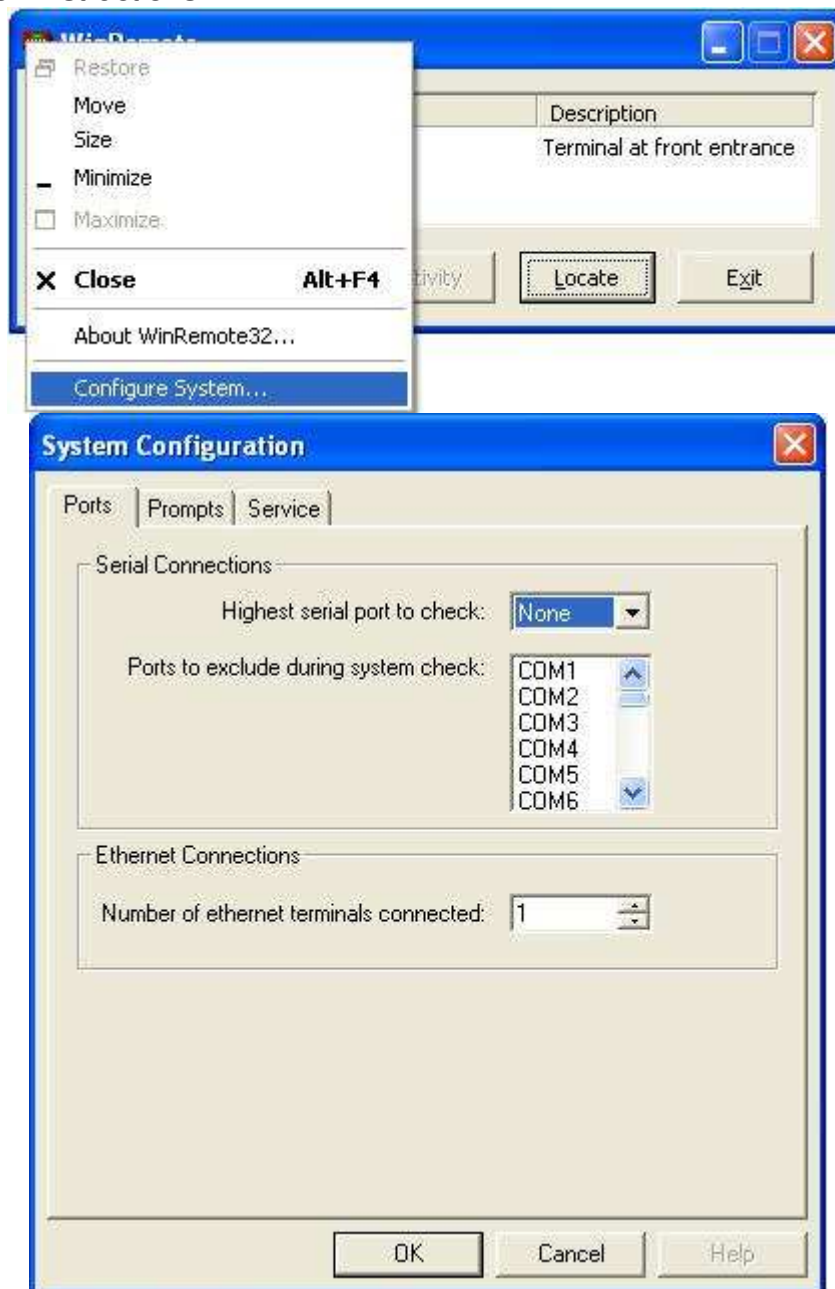 WinRemote
Restore
Move
Size
Minimize
Maximize
Close Alt+F4
About WinRemote32...
Configure System...
Description
Terminal at front entrance
tivity
Locate
Exit
System Configuration
Ports Prompts Service
Serial Connections
Highest serial port to check: None
Ports to exclude during system check: COM1
COM2
COM3
COM4
COM5
COM6
Ethernet Connections
Number of ethernet terminals connected: 1
OK Cancel Help